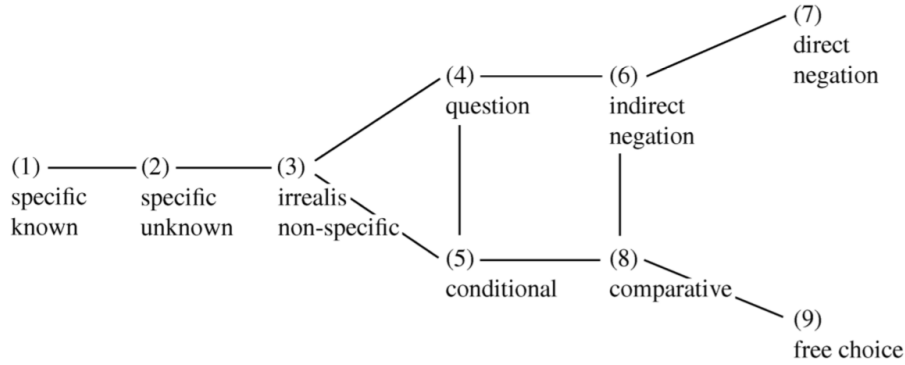 (7)
direct
negation
(4)
question
(6)
indirect
negation
(1)
specific
known
(2)
specific
unknown
(3)
irrealis
non-specific
(5)
conditional
(8)
comparative
(9)
free choice